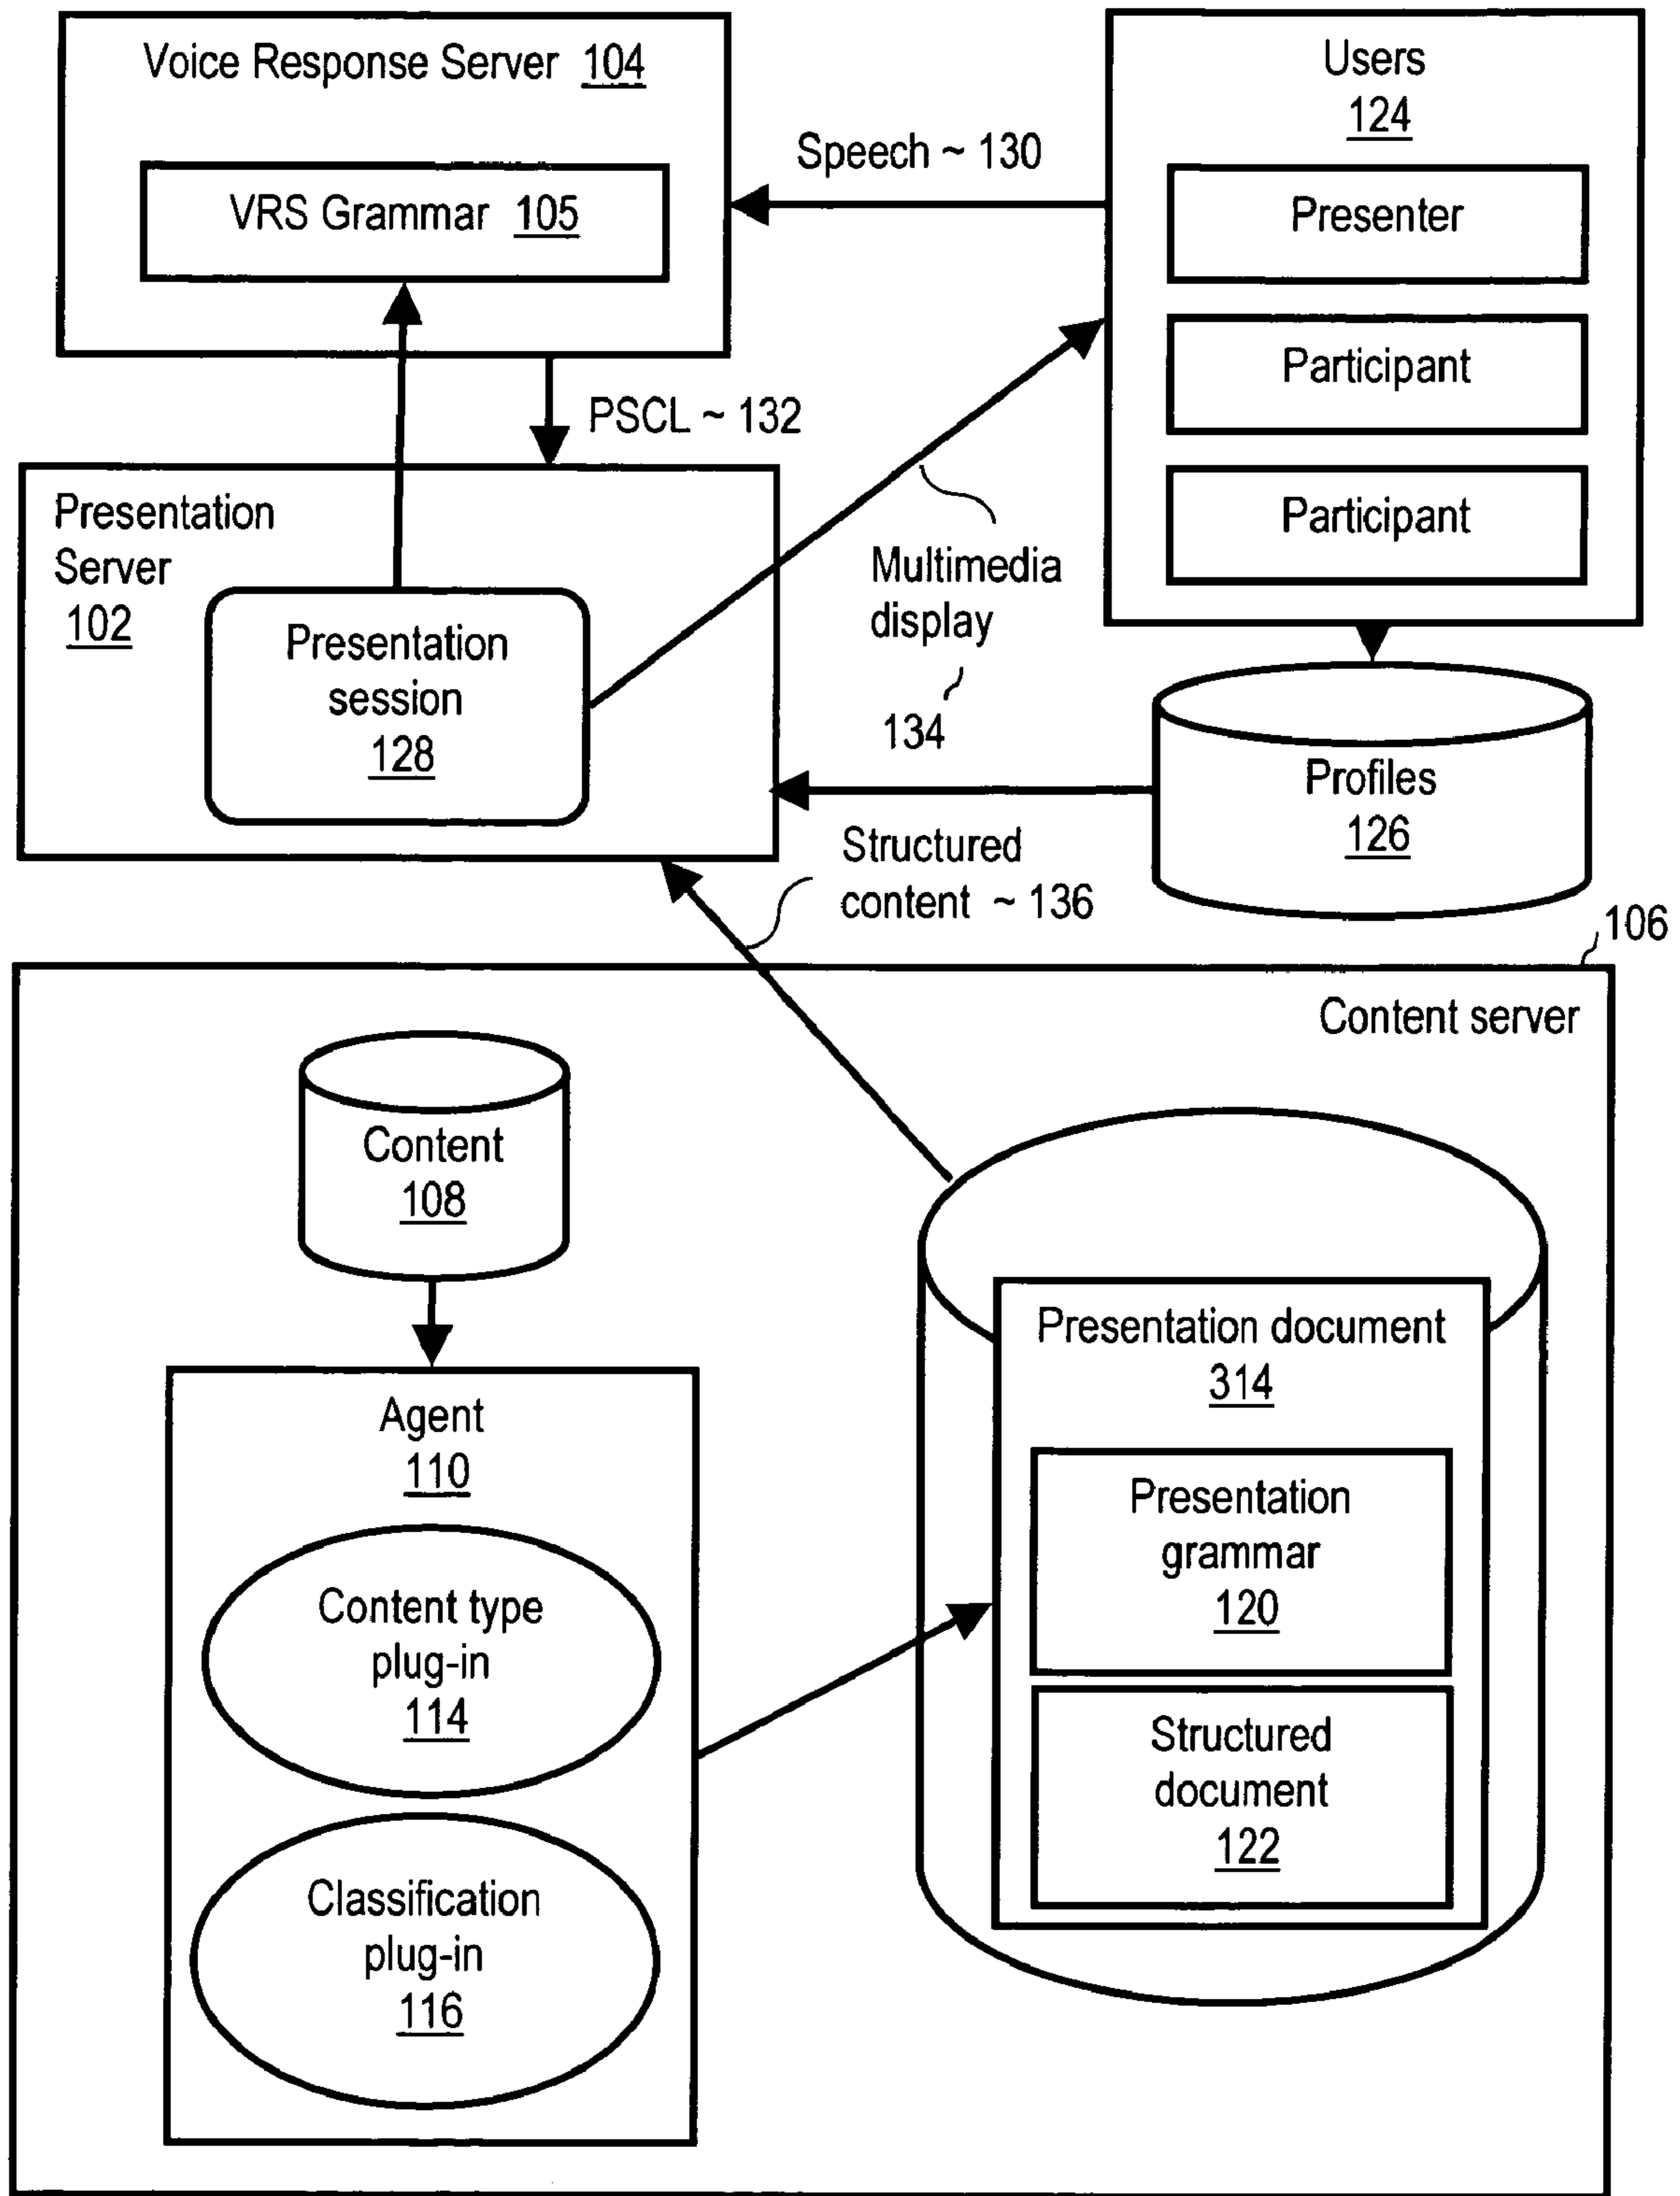 Voice Response Server 104
VRS Grammar 105
Speech ~ 130
Users
124
Presenter
Participant
Participant
PSCL ~ 132
Presentation
Server
102
Presentation
session
128
Multimedia
display
134
Profiles
126
Structured
content ~ 136
106
Content server
Content
108
Agent
110
Content type
plug-in
114
Classification
plug-in
116
Presentation document
314
Presentation
grammar
120
Structured
document
122